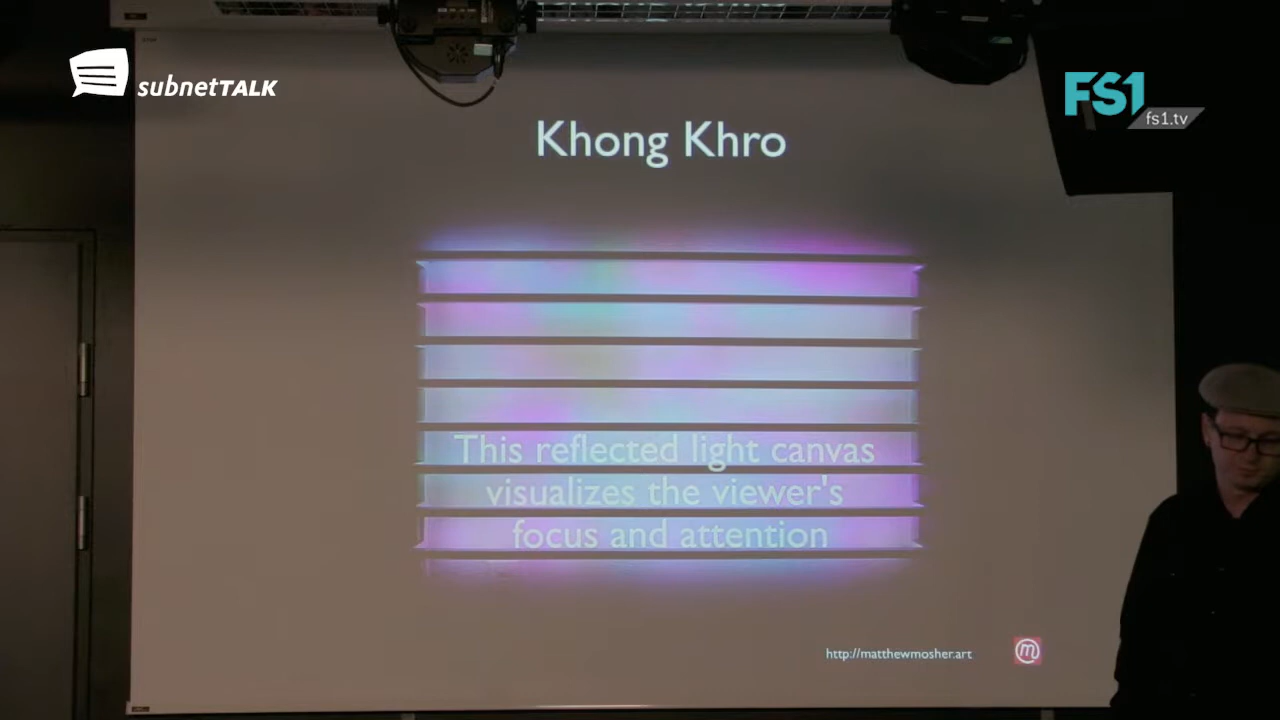 subnetTALK
FS1
fs1.tv
Khong Khro
This reflected light canvas
visualizes the viewer's
focus and attention
http://matthewmosher.art
m